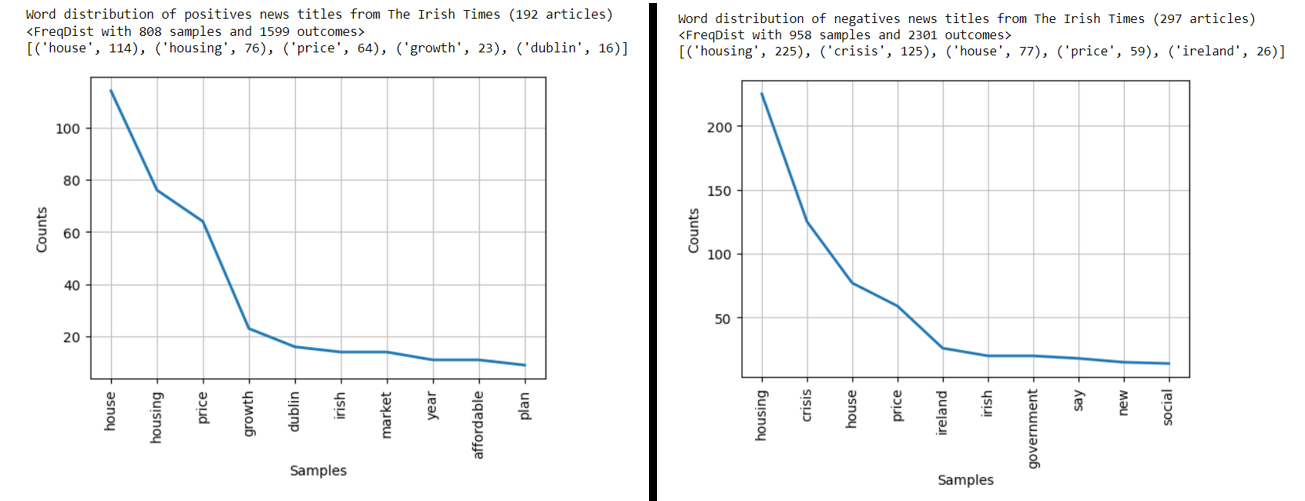 Word distribution of positives news titles from The Irish Times (192 articles)
<FreqDist with 808 samples and 1599 outcomes>
[('house', 114), ('housing', 76), ('price', 64), ('growth', 23), ('dublin', 16)]
100
80
60
40
20
Counts
house
housing
price
growth
dublin
irish
market
year
affordable
plan
Samples
Word distribution of negatives news titles from The Irish Times (297 articles)
<FreqDist with 958 samples and 2301 outcomes>
[('housing', 225), ('crisis', 125), ('house', 77), ('price', 59), ('ireland', 26)]
200
150
100
50
Counts
housing
crisis
house
price
ireland
irish
government
say
new
social
Samples